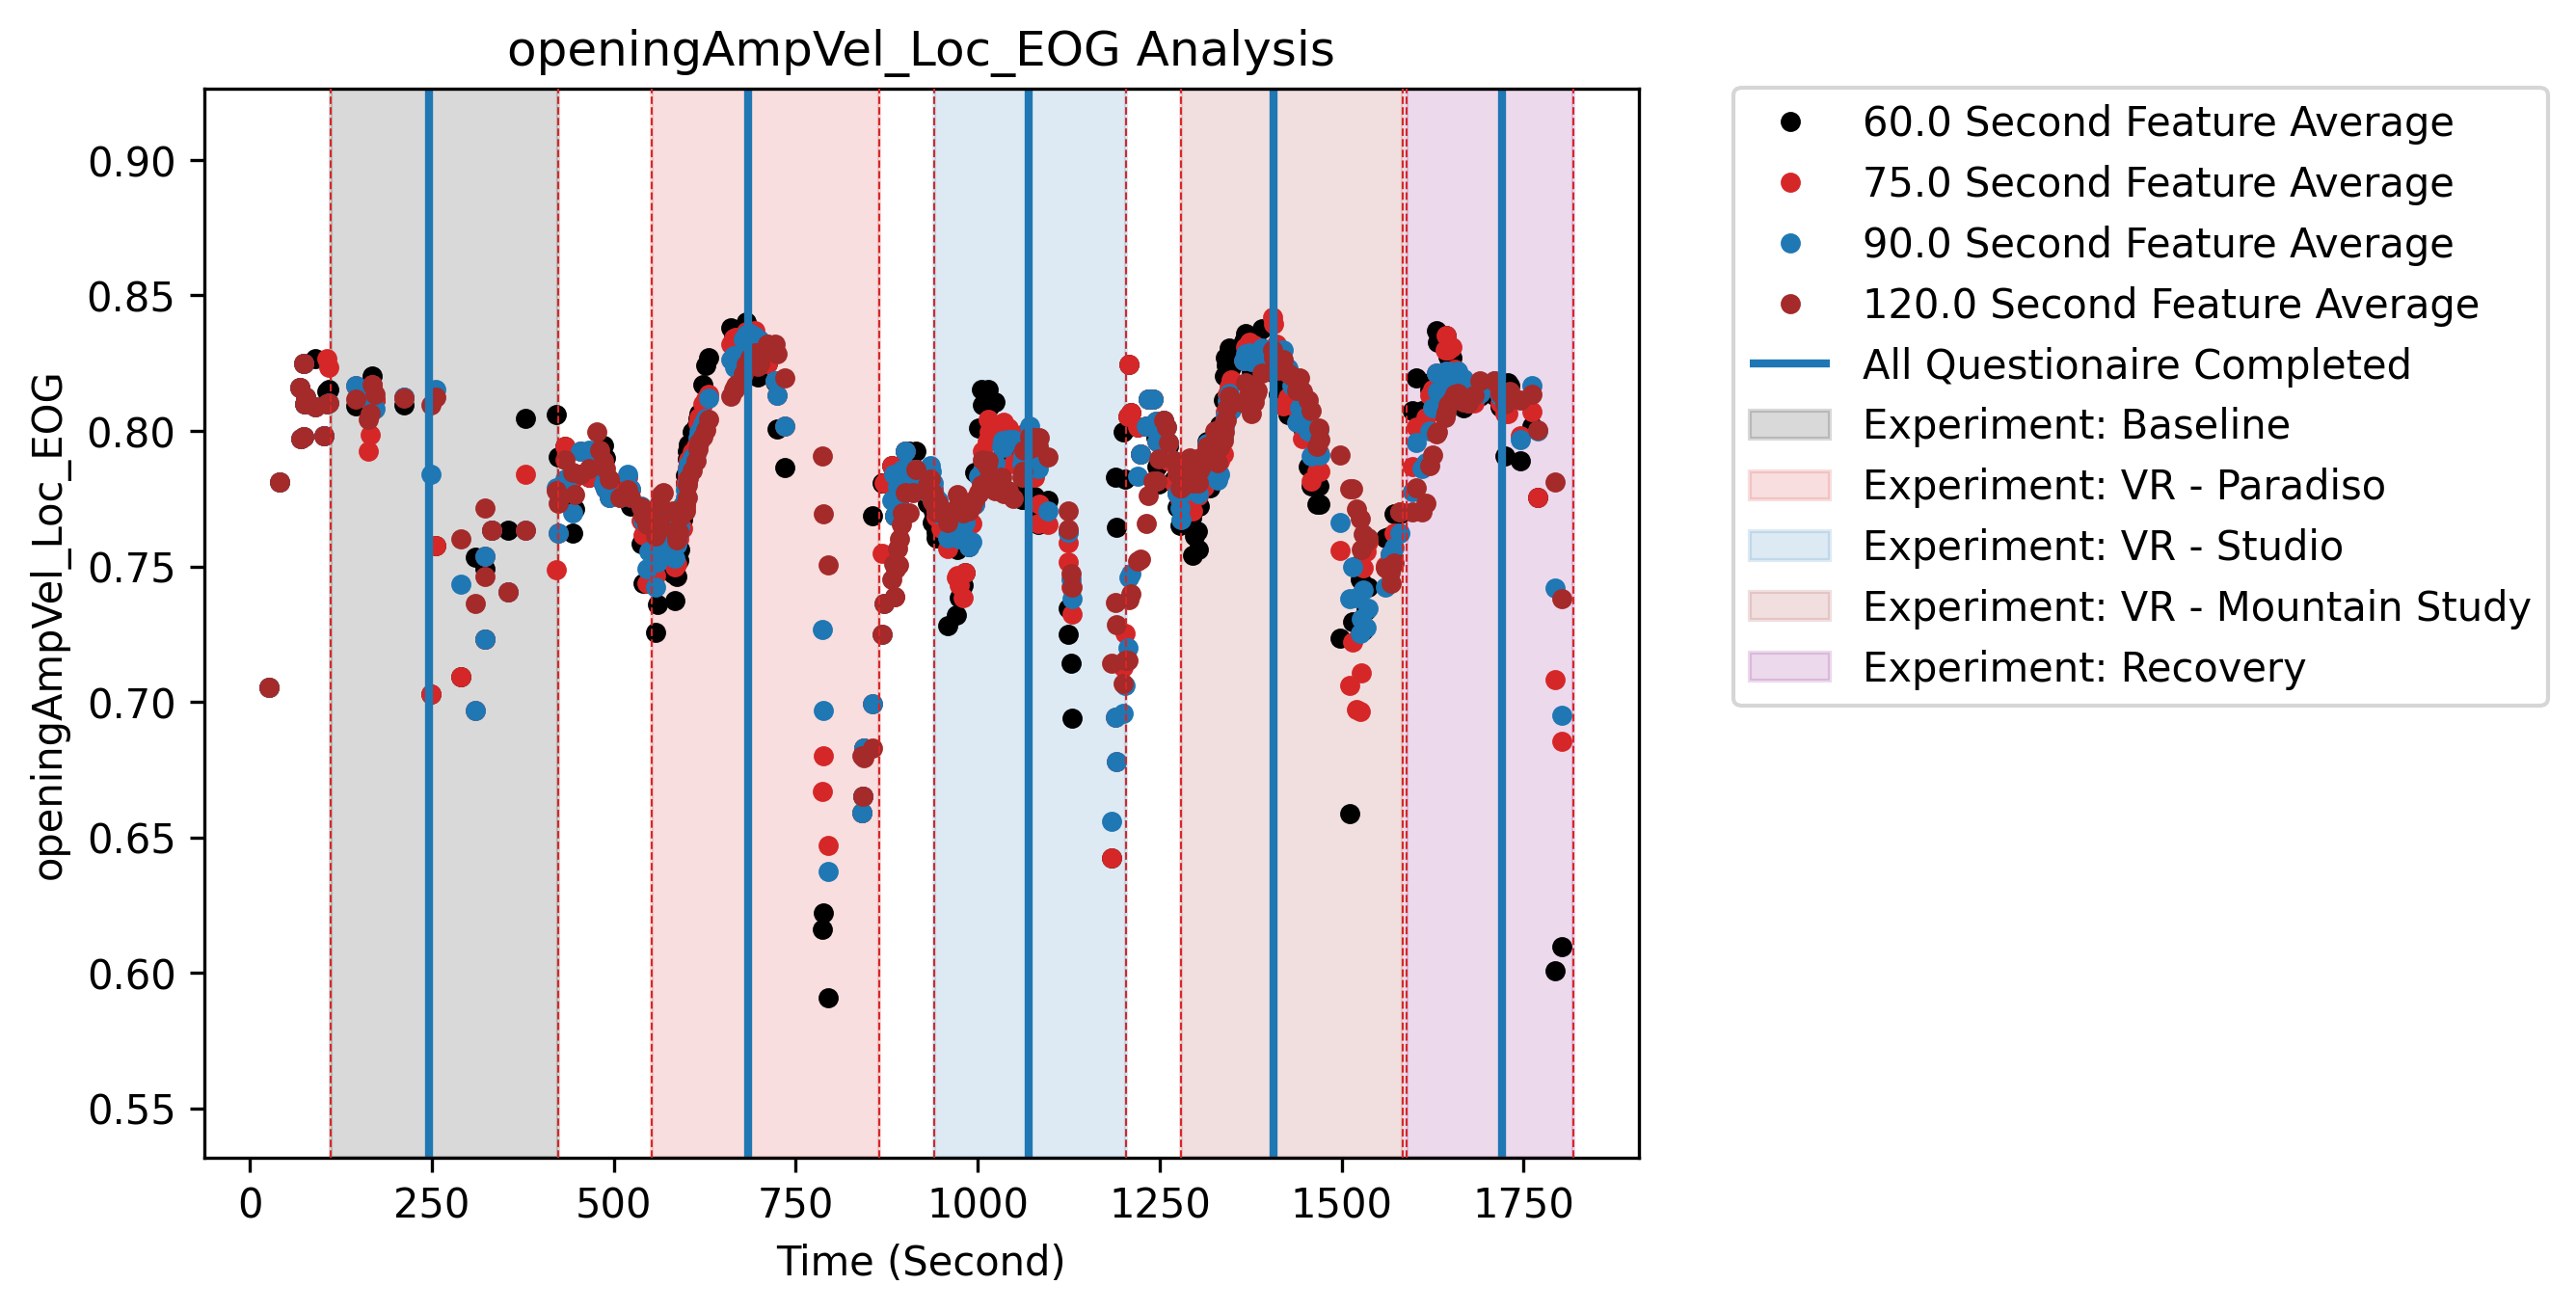 openingAmpVel_Loc_EOG Analysis
openingAmpVel_Loc_EOG
0.90
0.85
0.80
0.75
0.70
0.65
0.60
0.55
0 250 500 750 1000 1250 1500 1750
Time (Second)
60.0 Second Feature Average
75.0 Second Feature Average
90.0 Second Feature Average
120.0 Second Feature Average
All Questionaire Completed
Experiment: Baseline
Experiment: VR - Paradiso
Experiment: VR - Studio
Experiment: VR - Mountain Study
Experiment: Recovery